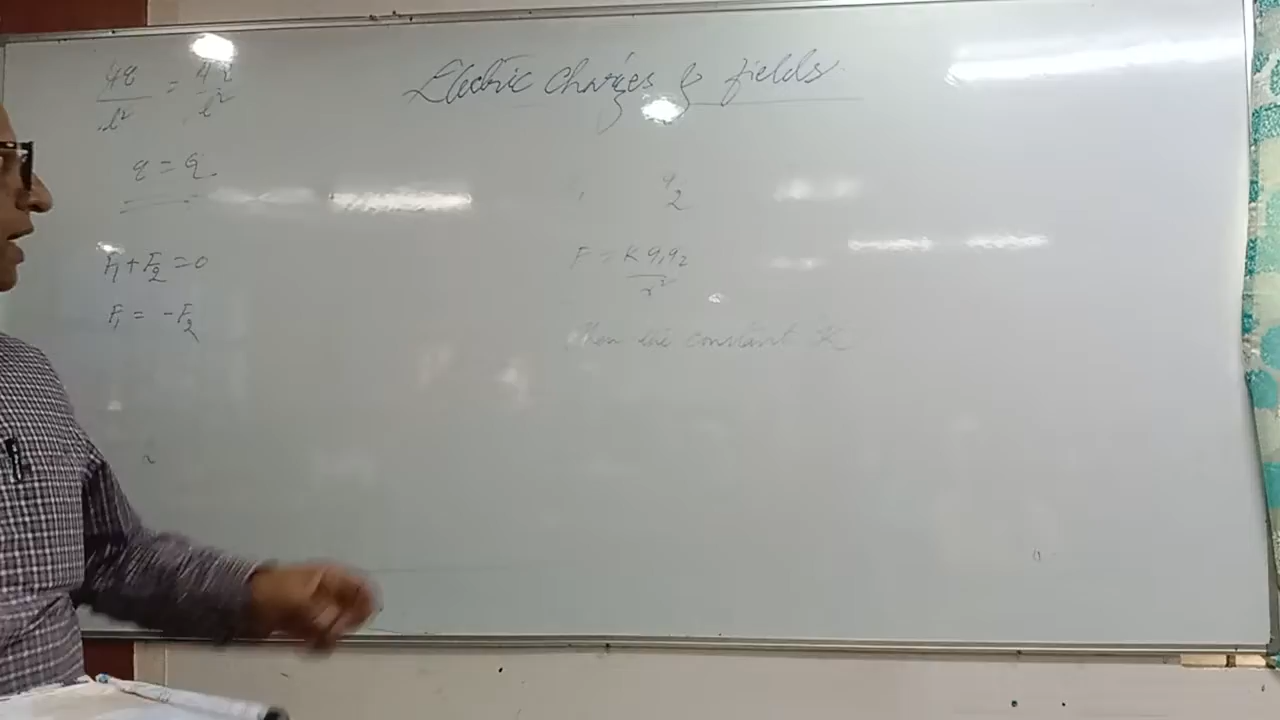 Electric Charges & fields
4q/l² = 4q/l²
q = q
F₁ + F₂ = 0
F₁ = -F₂
q₂
F = K q₁q₂/r²
then the constant K